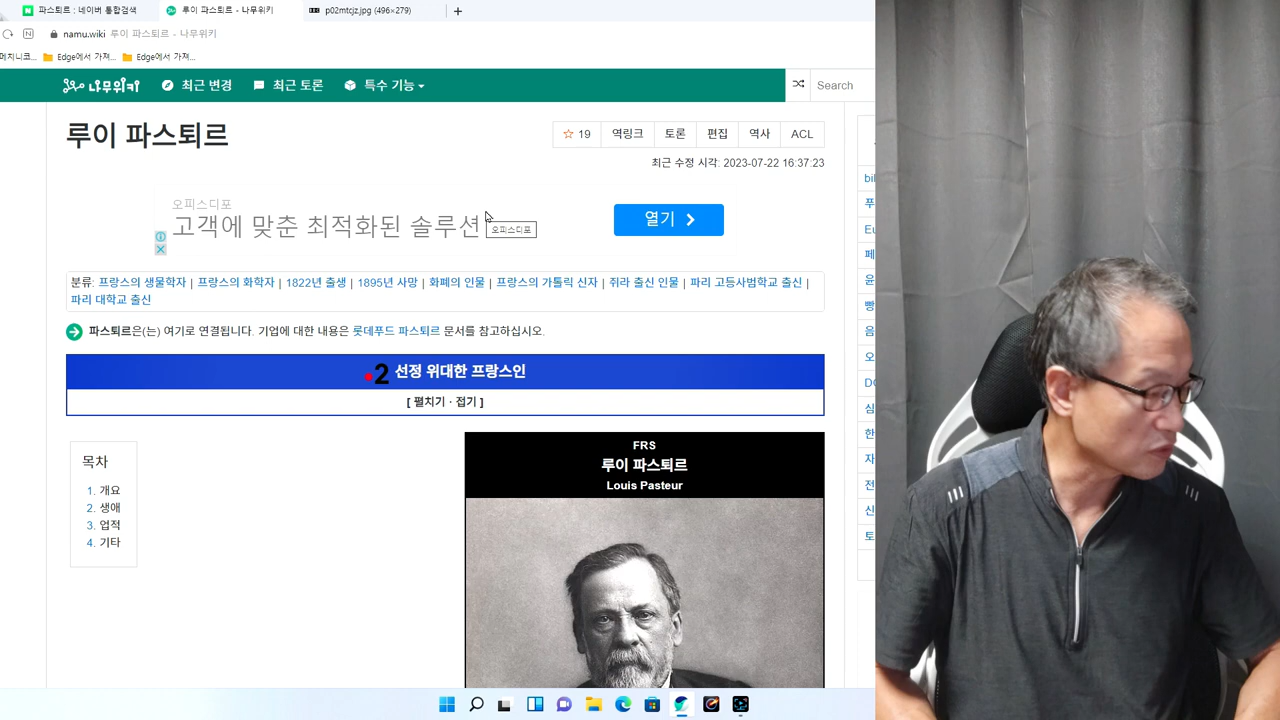 파스퇴르 : 네이버 통합검색
루이 파스퇴르 - 나무위키
p02mtcjz.jpg (496×279)
namu.wiki 루이 파스퇴르 - 나무위키
Edge에서 가져...
Edge에서 가져...
나무위키 최근 변경 최근 토론 특수 기능
Search
루이 파스퇴르
19 역링크 토론 편집 역사 ACL
최근 수정 시각: 2023-07-22 16:37:23
오피스디포
고객에 맞춘 최적화된 솔루션
오피스디포
열기
분류: 프랑스의 생물학자 | 프랑스의 화학자 | 1822년 출생 | 1895년 사망 | 화폐의 인물 | 프랑스의 가톨릭 신자 | 쥐라 출신 인물 | 파리 고등사범학교 출신 |
파리 대학교 출신
파스퇴르은(는) 여기로 연결됩니다. 기업에 대한 내용은 롯데푸드 파스퇴르 문서를 참고하십시오.
2 선정 위대한 프랑스인
[ 펼치기 · 접기 ]
목차
1. 개요
2. 생애
3. 업적
4. 기타
FRS
루이 파스퇴르
Louis Pasteur